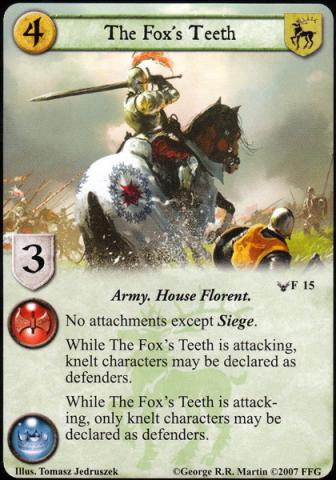 4
The Fox's Teeth
3
F 15
Army. House Florent.
No attachments except Siege.
While The Fox's Teeth is attacking,
knelt characters may be declared as
defenders.
While The Fox's Teeth is attack-
ing, only knelt characters may be
declared as defenders.
Illus. Tomasz Jedruszek ©George R.R. Martin ©2007 FFG